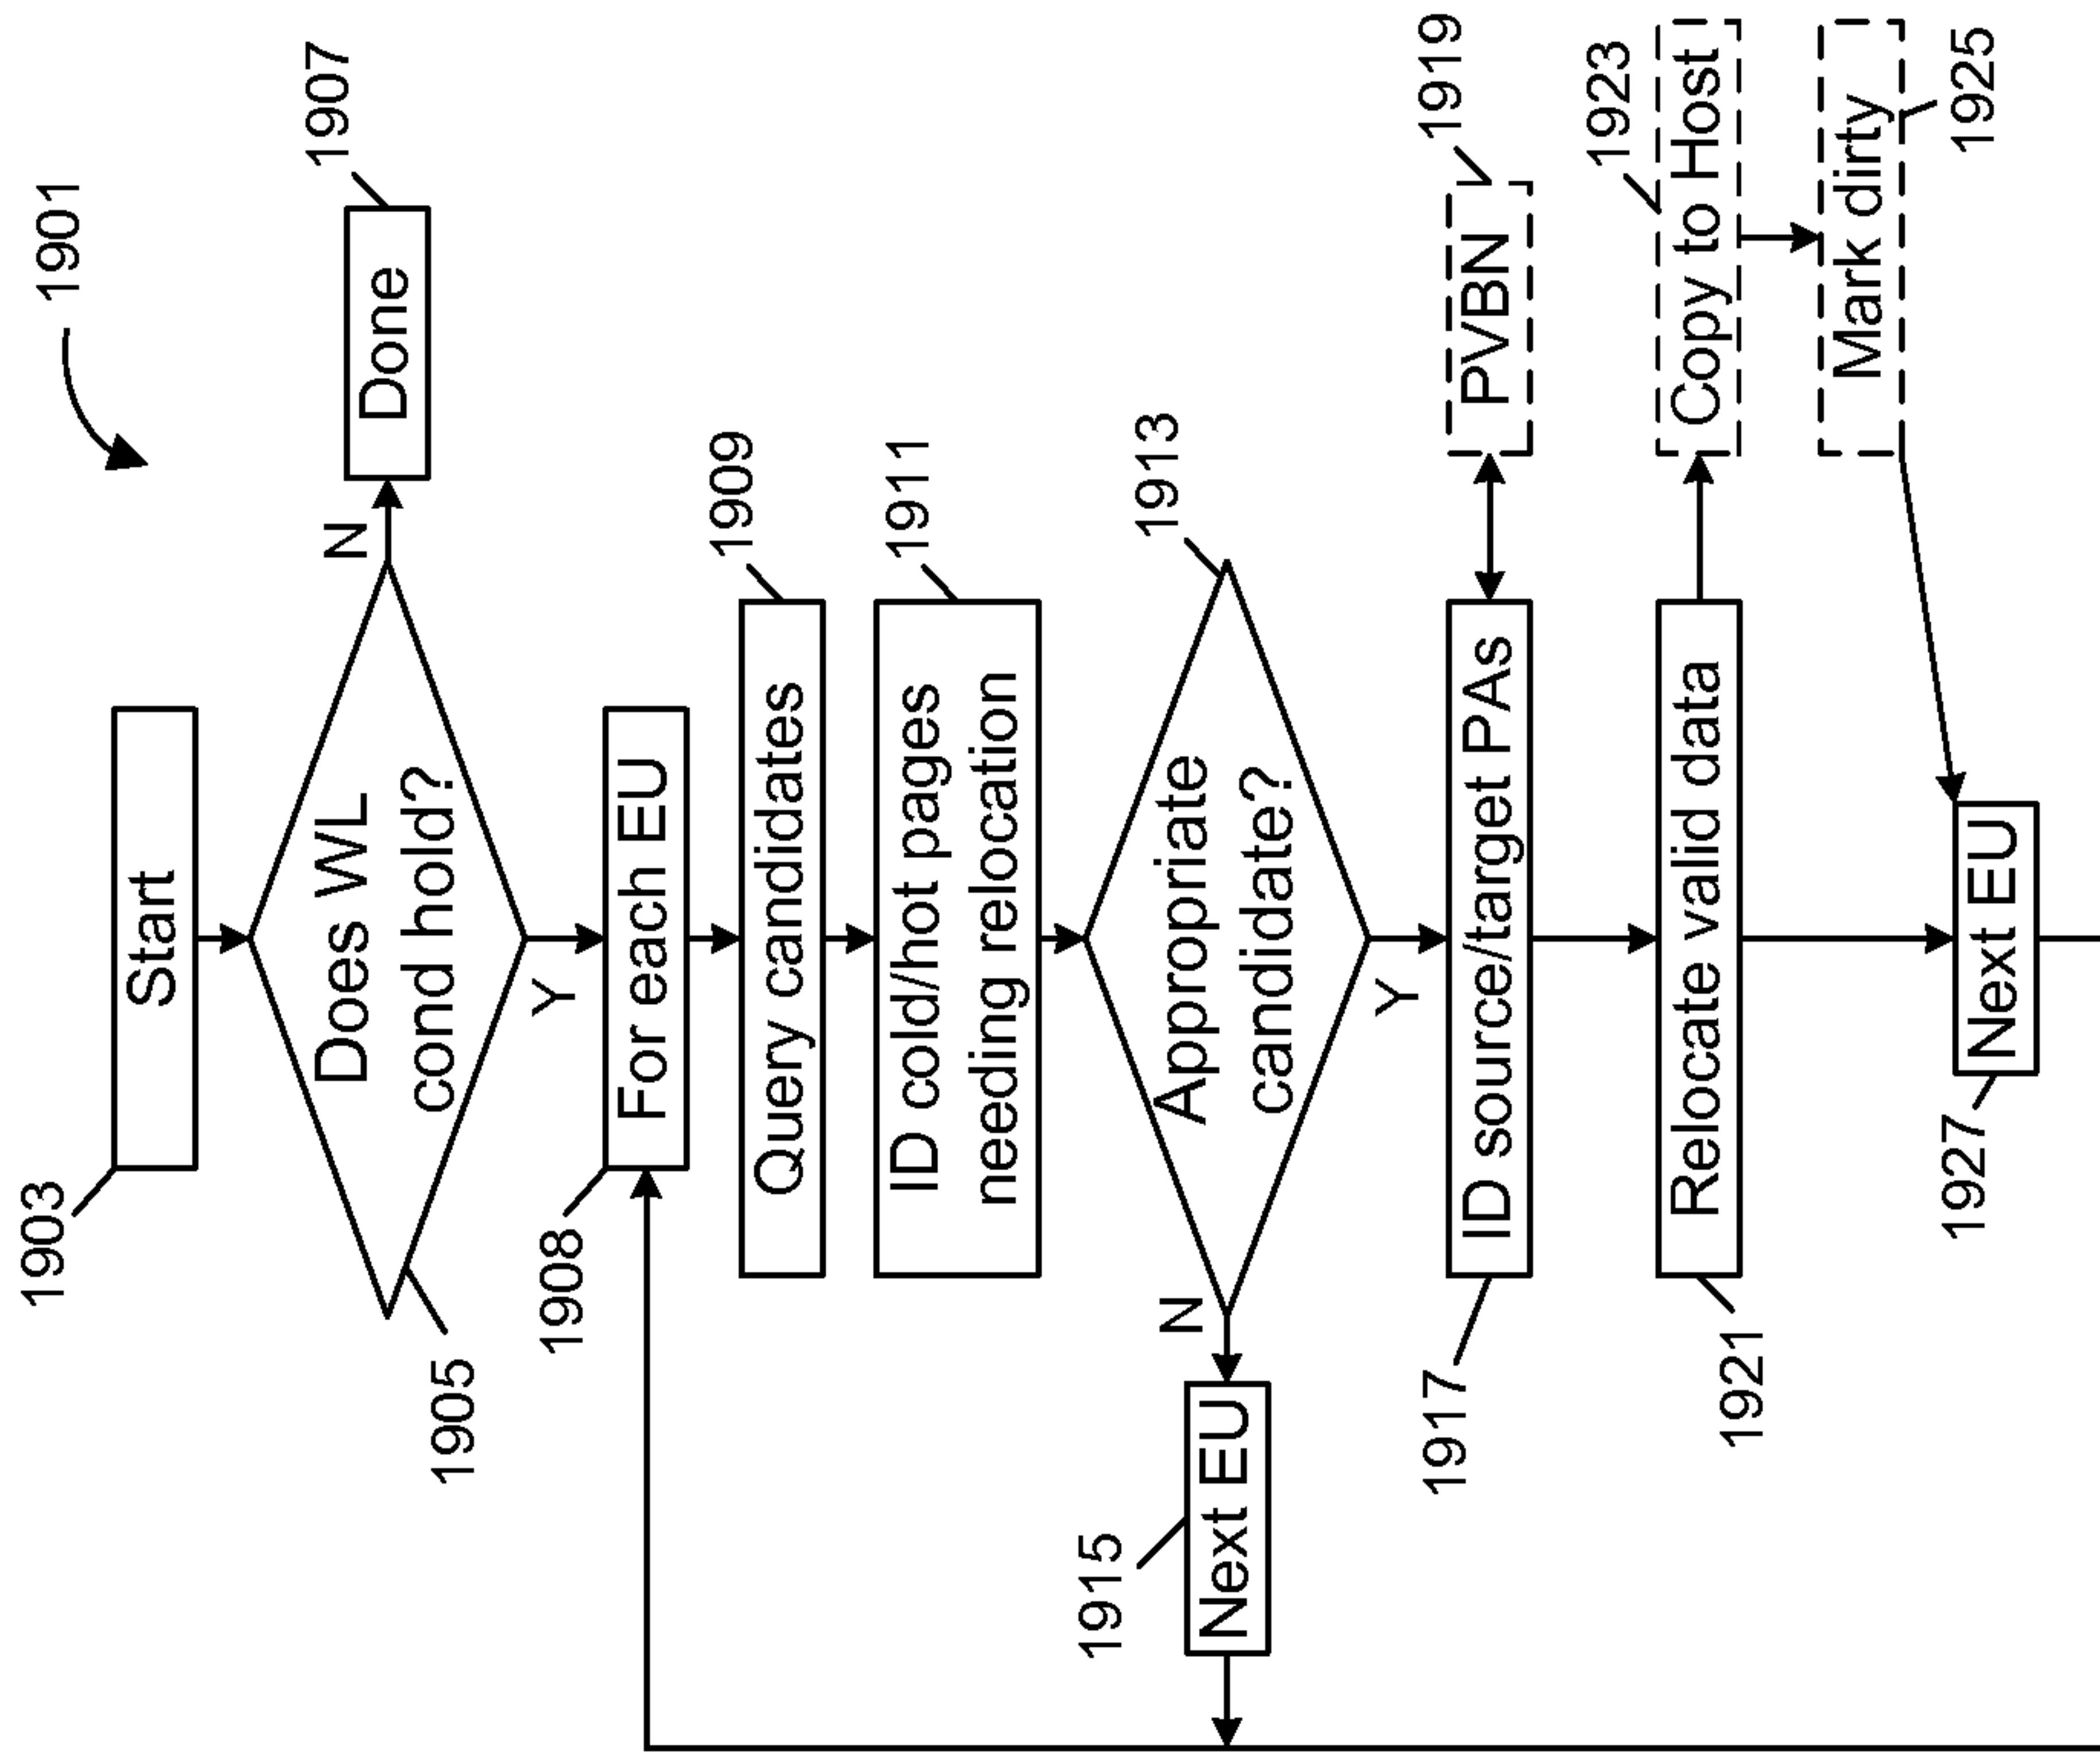 1901
1903
Start
1905
Does WL
cond hold?
N
1907
Done
Y
1908
For each EU
1909
Query candidates
1911
ID cold/hot pages
needing relocation
1913
Appropriate
candidate?
N
1915
Next EU
Y
1917
ID source/target PAs
1919
PVBN
1921
Relocate valid data
1923
Copy to Host
1925
Mark dirty
1927
Next EU